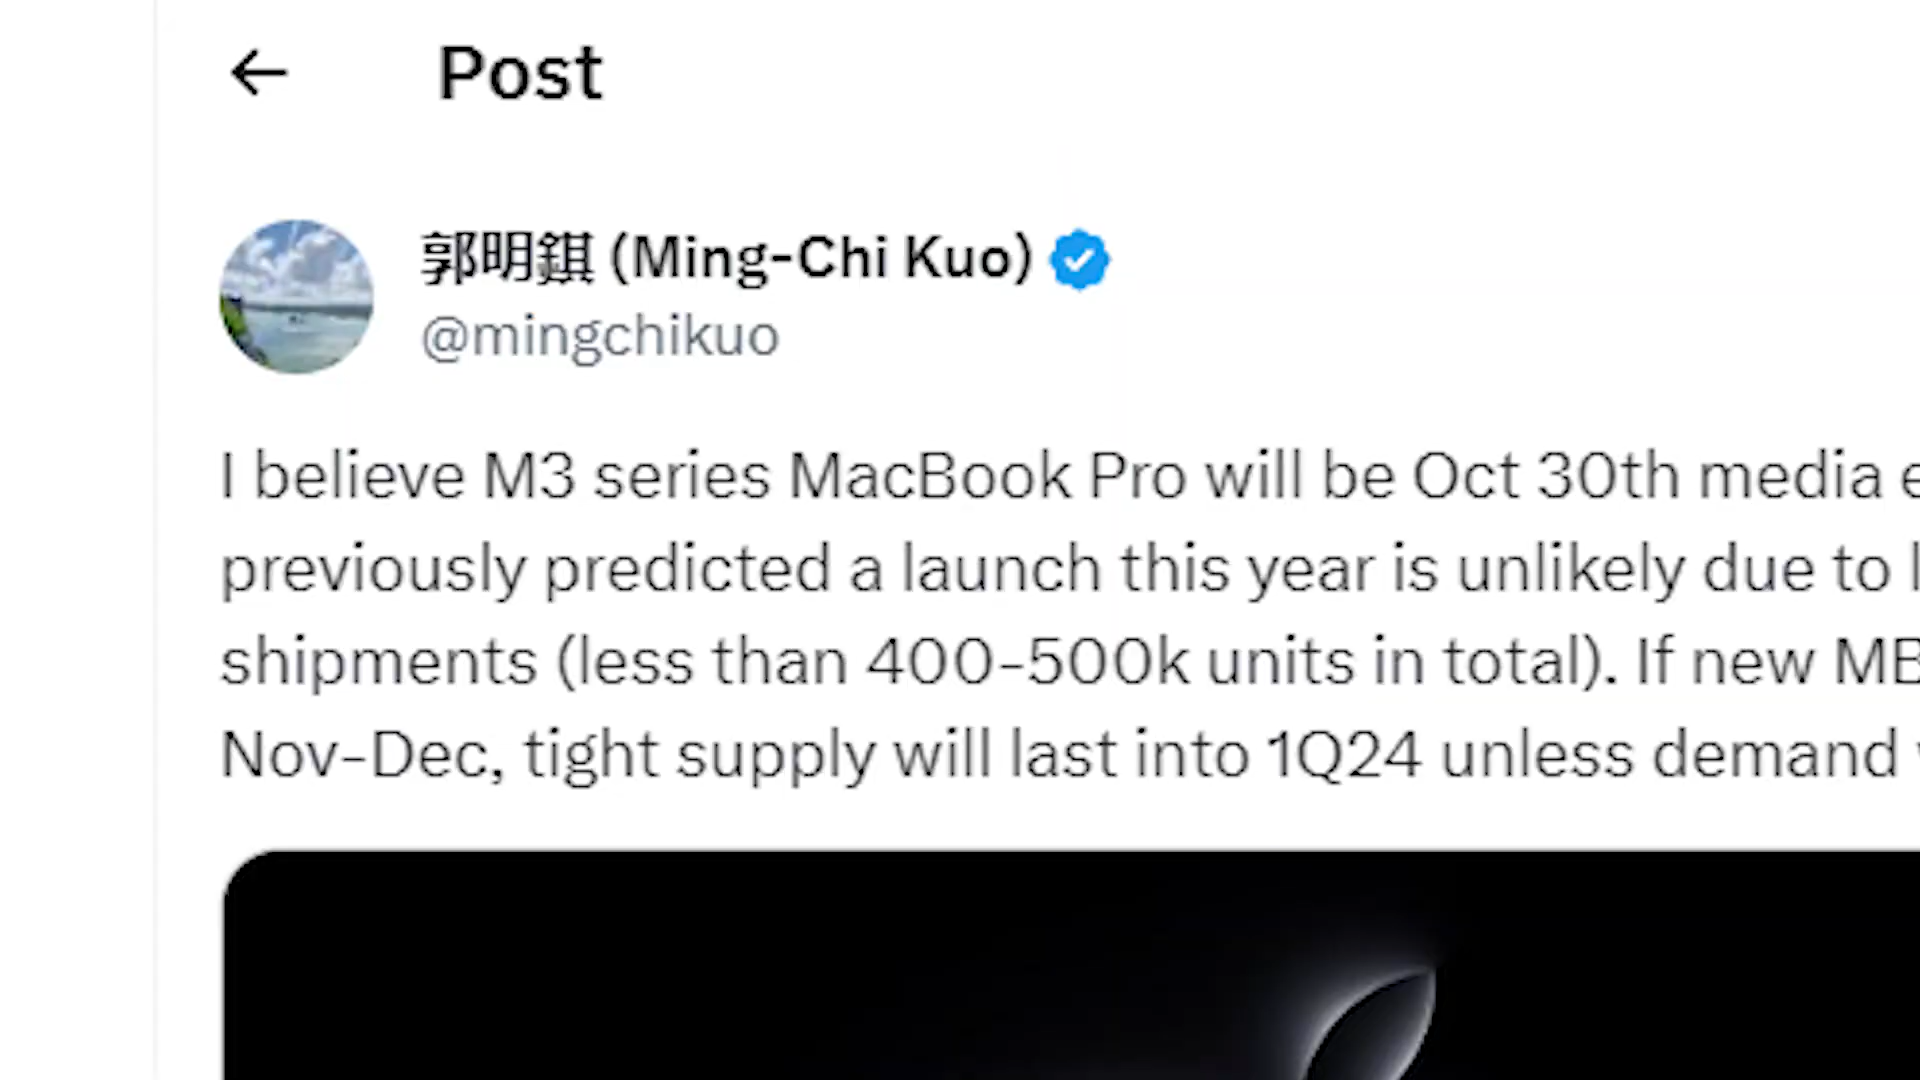 Post
郭明錤 (Ming-Chi Kuo)
@mingchikuo
I believe M3 series MacBook Pro will be Oct 30th media
previously predicted a launch this year is unlikely due to
shipments (less than 400-500k units in total). If new MB
Nov-Dec, tight supply will last into 1Q24 unless demand